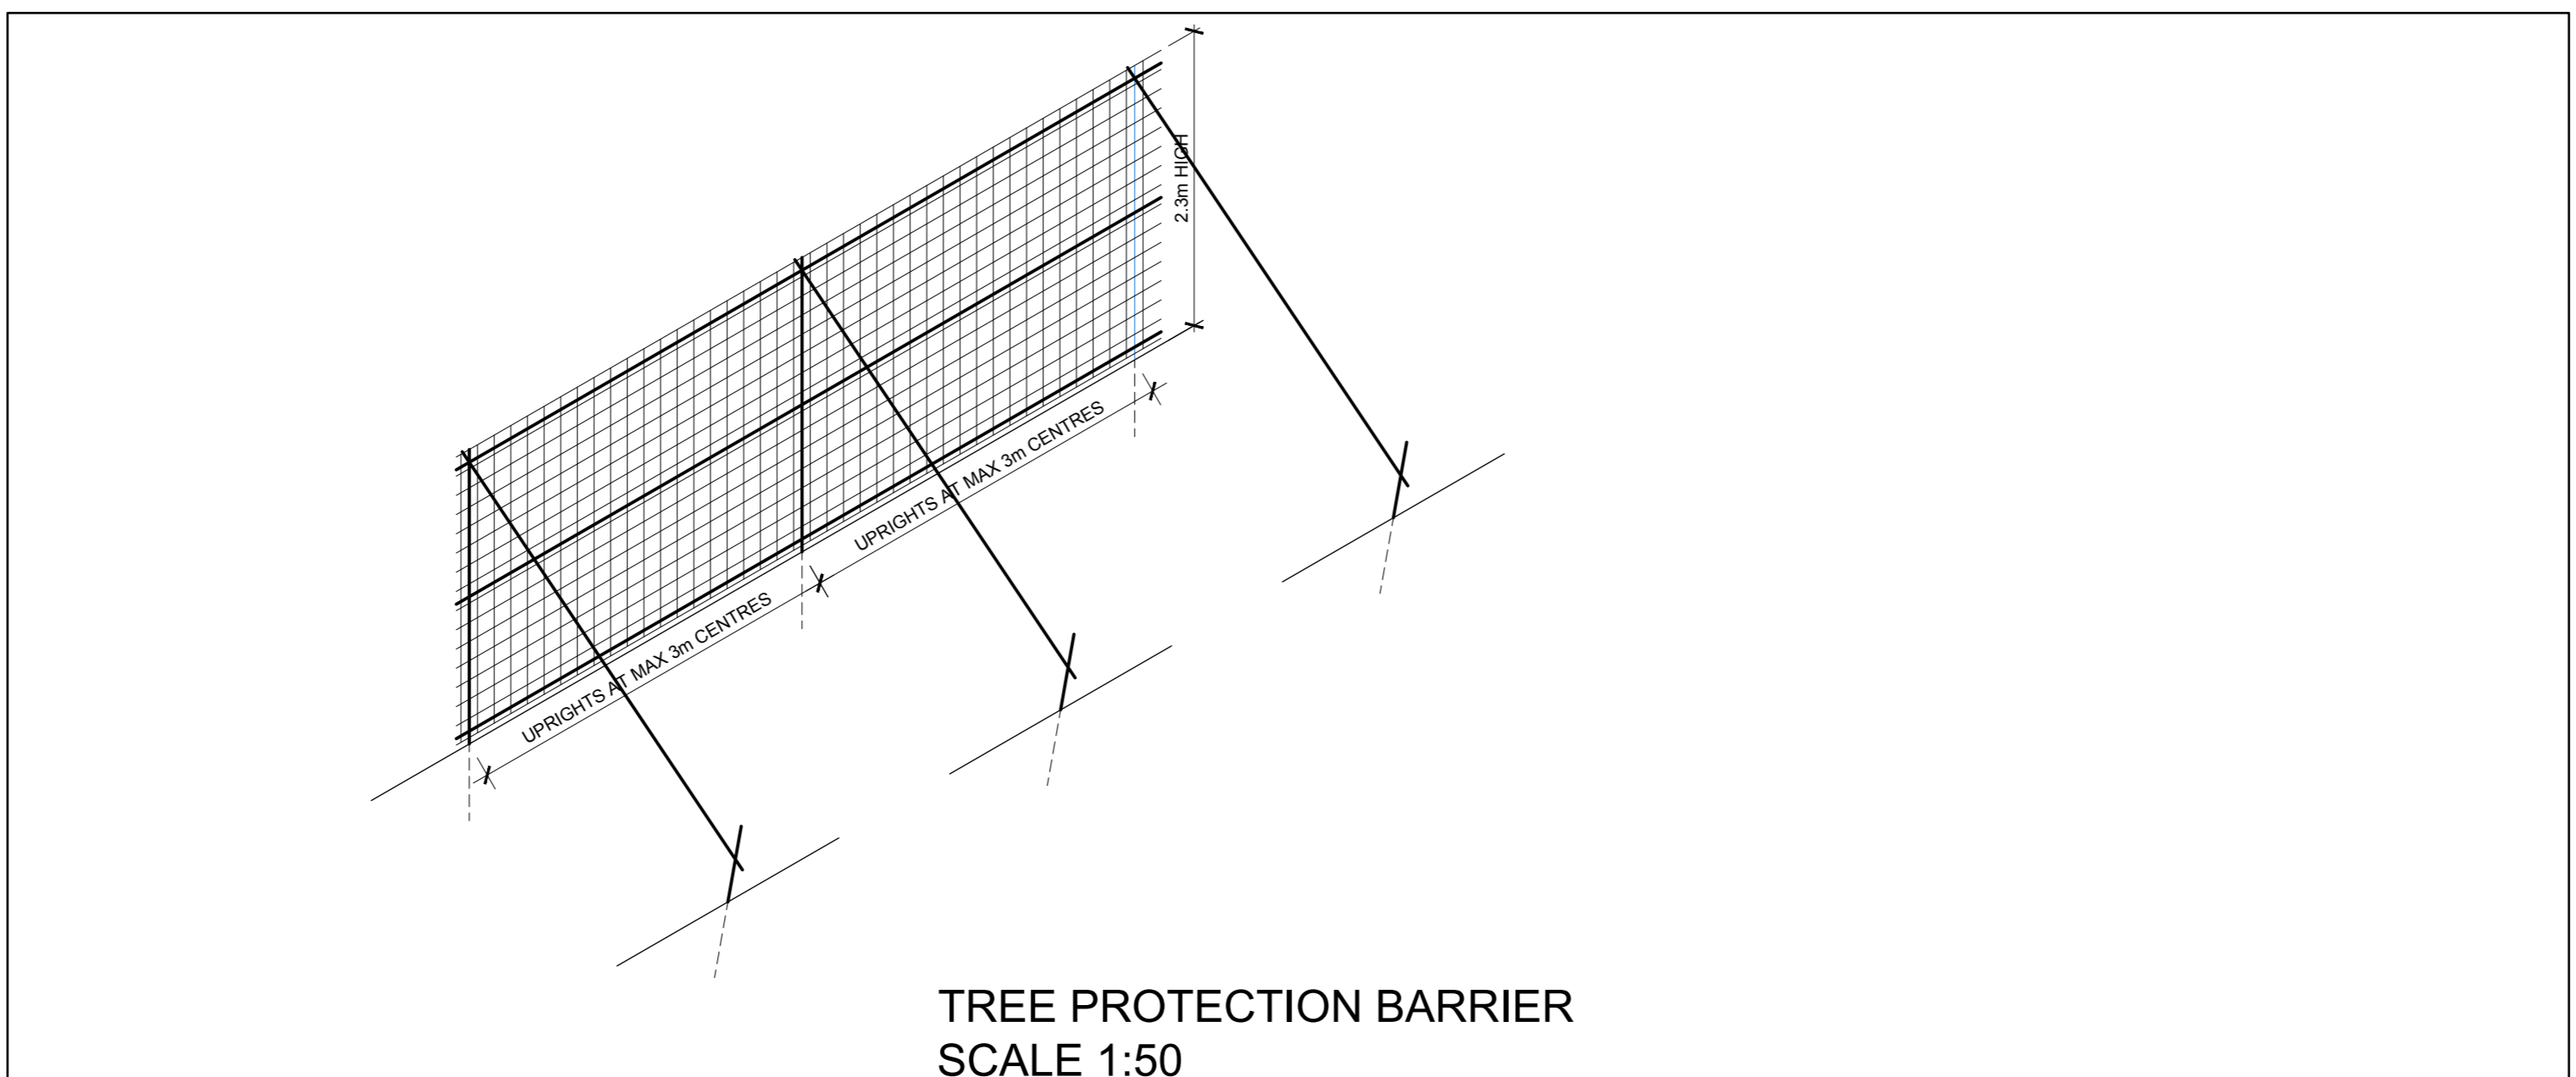 2.3m HIGH
UPRIGHTS AT MAX 3m CENTRES
UPRIGHTS AT MAX 3m CENTRES
TREE PROTECTION BARRIER
SCALE 1:50